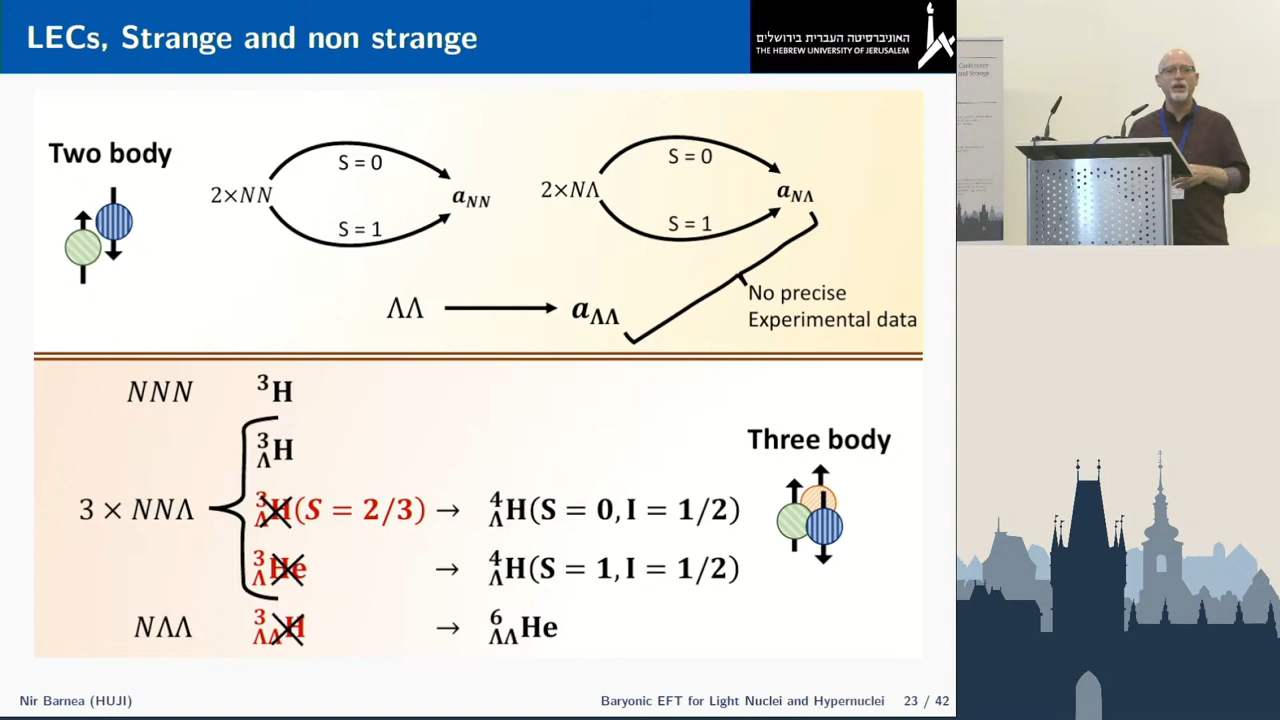 LECs, Strange and non strange
האוניברסיטה העברית בירושלים
THE HEBREW UNIVERSITY OF JERUSALEM
Conference
and Strange
Two body
2×NN
S = 0
S = 1
a_NN
2×NΛ
S = 0
S = 1
a_NΛ
ΛΛ
a_ΛΛ
No precise
Experimental data
NNN ³H
³_ΛH
3 × NNΛ ³_ΛH(S = 2/3) → ⁴_ΛH(S = 0, I = 1/2)
³_ΛHe → ⁴_ΛH(S = 1, I = 1/2)
NΛΛ ³_ΛΛH → ⁶_ΛΛHe
Three body
Nir Barnea (HUJI)
Baryonic EFT for Light Nuclei and Hypernuclei 23 / 42